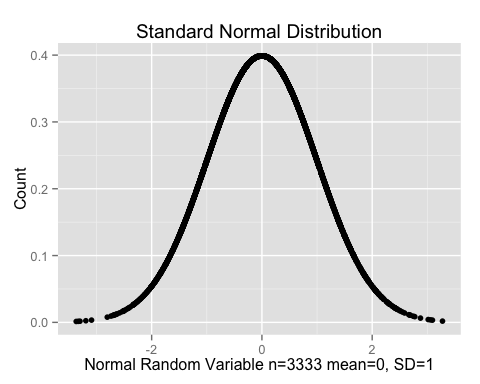 Standard Normal Distribution
0.4
0.3
0.2
0.1
0.0
Count
-2 0 2
Normal Random Variable n=3333 mean=0, SD=1